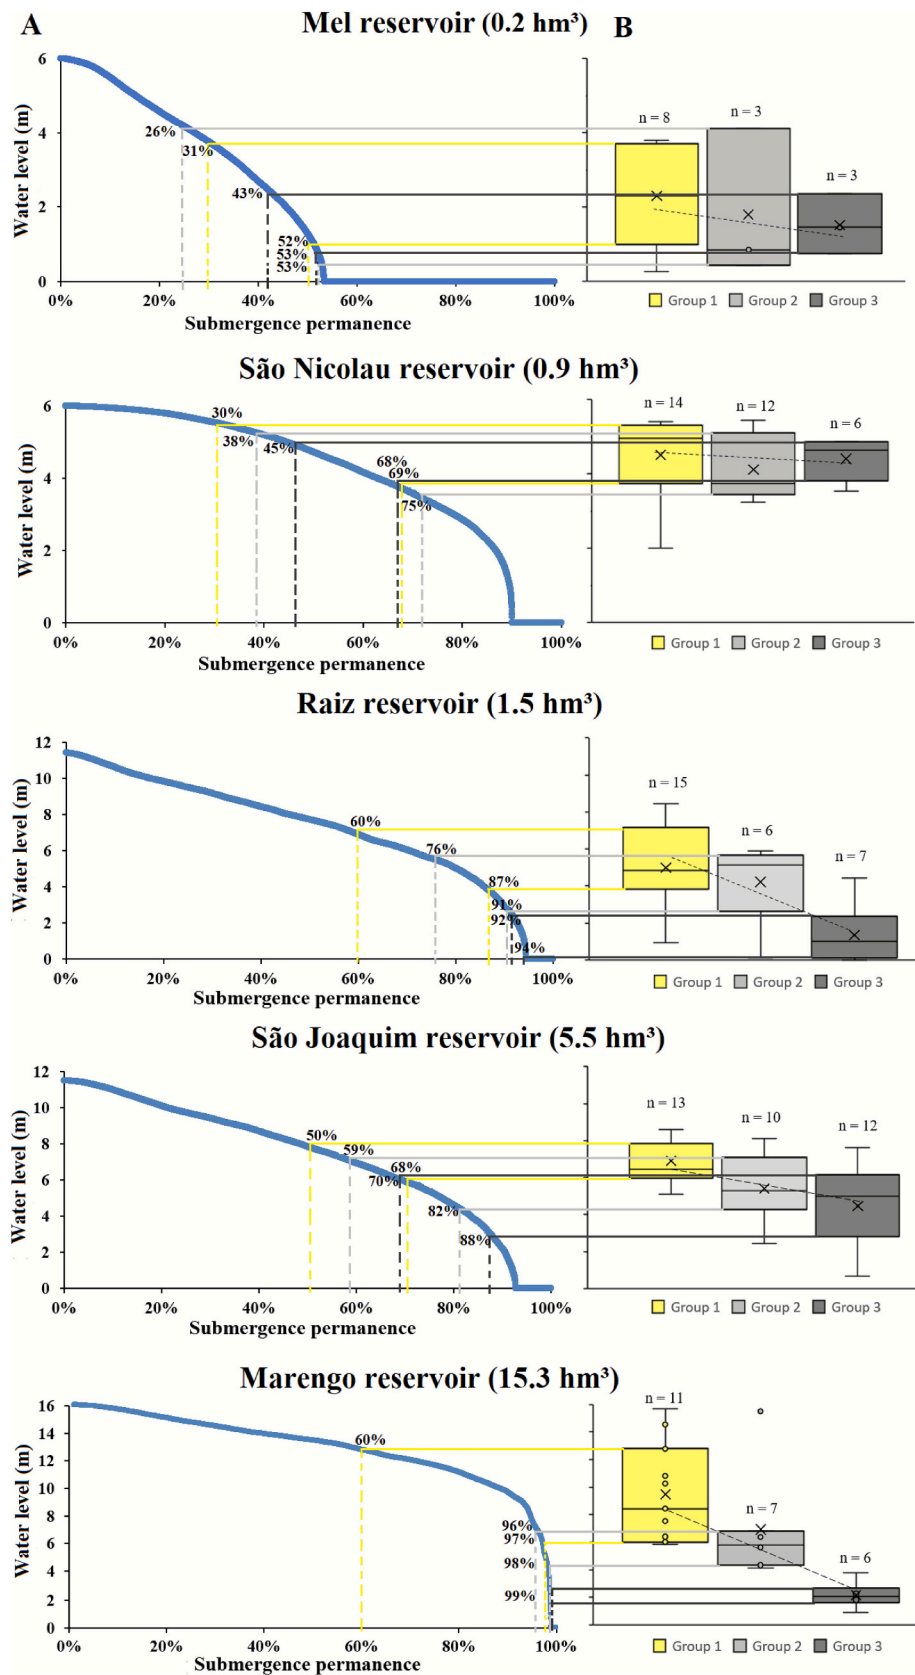 A
Mel reservoir (0.2 hm³)
B
Water level (m)
6
4
2
0
26%
31%
43%
52%
53%
53%
0% 20% 40% 60% 80% 100%
Submergence permanence
n = 8
n = 3
n = 3
Group 1 Group 2 Group 3
São Nicolau reservoir (0.9 hm³)
Water level (m)
6
4
2
0
30%
38%
45%
68%
69%
75%
0% 20% 40% 60% 80% 100%
Submergence permanence
n = 14
n = 12
n = 6
Group 1 Group 2 Group 3
Raiz reservoir (1.5 hm³)
Water level (m)
12
10
8
6
4
2
0
60%
76%
87%
91%
92%
94%
0% 20% 40% 60% 80% 100%
Submergence permanence
n = 15
n = 6
n = 7
Group 1 Group 2 Group 3
São Joaquim reservoir (5.5 hm³)
Water level (m)
12
10
8
6
4
2
0
50%
59%
68%
70%
82%
88%
0% 20% 40% 60% 80% 100%
Submergence permanence
n = 13
n = 10
n = 12
Group 1 Group 2 Group 3
Marengo reservoir (15.3 hm³)
Water level (m)
16
14
12
10
8
6
4
2
0
60%
96%
97%
98%
99%
0% 20% 40% 60% 80% 100%
Submergence permanence
n = 11
n = 7
n = 6
Group 1 Group 2 Group 3